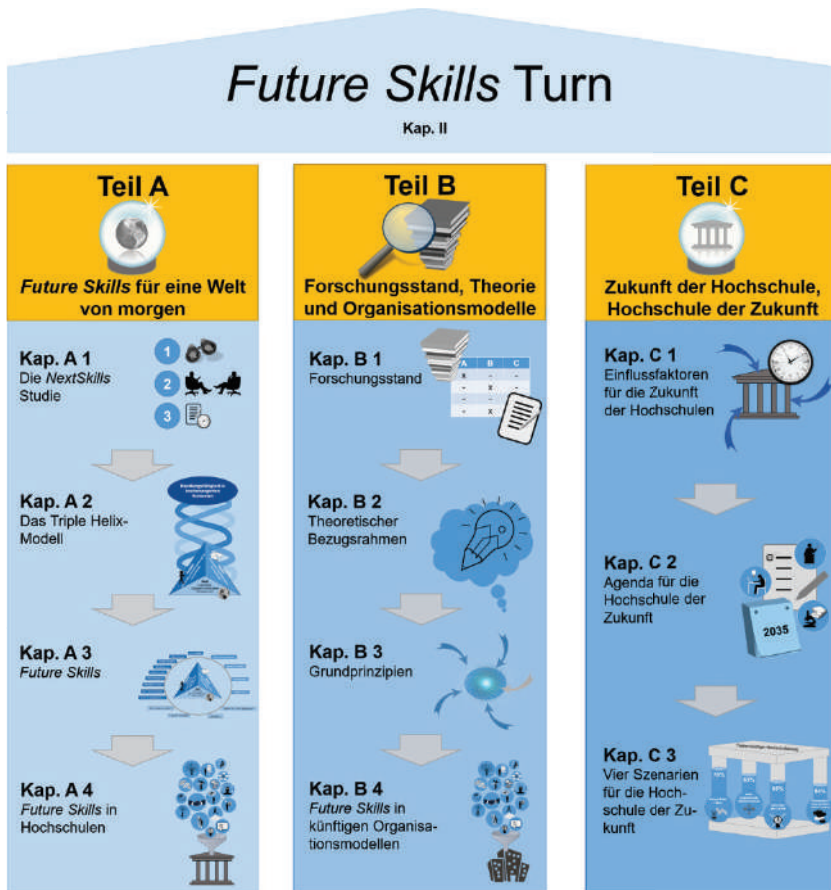 Future Skills Turn
Kap. II
Teil A
Future Skills für eine Welt
von morgen
Kap. A 1
Die NextSkills
Studie
1
2
3
Kap. A 2
Das Triple Helix-
Modell
Kap. A 3
Future Skills
Kap. A 4
Future Skills in
Hochschulen
Teil B
Forschungsstand, Theorie
und Organisationsmodelle
Kap. B 1
Forschungsstand
A B C
x - -
- x -
- - -
- x -
Kap. B 2
Theoretischer
Bezugsrahmen
Kap. B 3
Grundprinzipien
Kap. B 4
Future Skills in
künftigen Organisa-
tionsmodellen
Teil C
Zukunft der Hochschule,
Hochschule der Zukunft
Kap. C 1
Einflussfaktoren
für die Zukunft
der Hochschulen
Kap. C 2
Agenda für die
Hochschule der
Zukunft
2035
Kap. C 3
Vier Szenarien
für die Hoch-
schule der Zu-
kunft